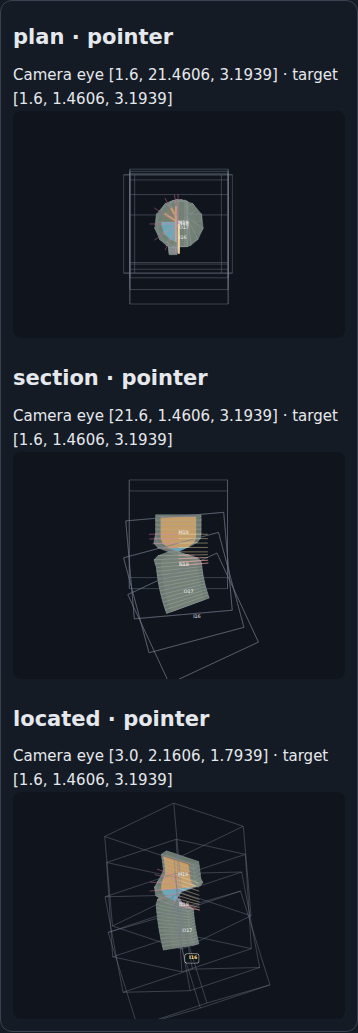 plan · pointer
Camera eye [1.6, 21.4606, 3.1939] · target
[1.6, 1.4606, 3.1939]
section · pointer
Camera eye [21.6, 1.4606, 3.1939] · target
[1.6, 1.4606, 3.1939]
located · pointer
Camera eye [3.0, 2.1606, 1.7939] · target
[1.6, 1.4606, 3.1939]